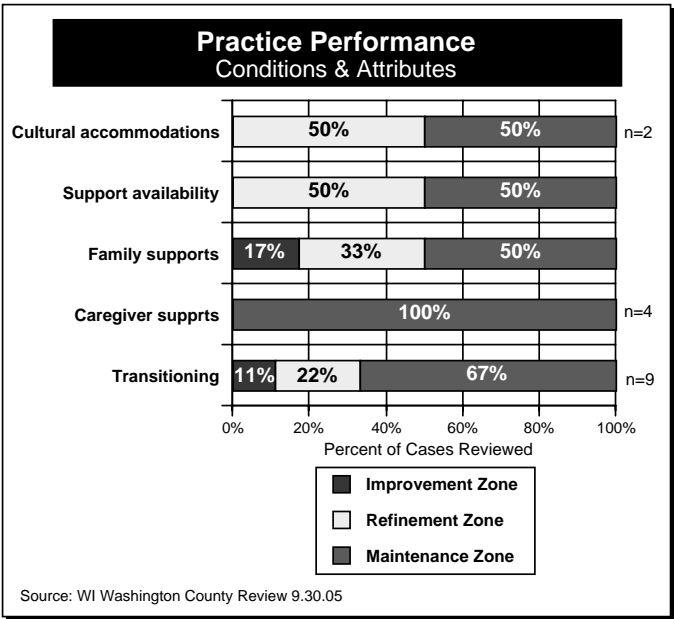 Practice Performance
Conditions & Attributes
Cultural accommodations 50% 50% n=2
Support availability 50% 50%
Family supports 17% 33% 50%
Caregiver supprts 100% n=4
Transitioning 11% 22% 67% n=9
0% 20% 40% 60% 80% 100%
Percent of Cases Reviewed
Improvement Zone
Refinement Zone
Maintenance Zone
Source: WI Washington County Review 9.30.05